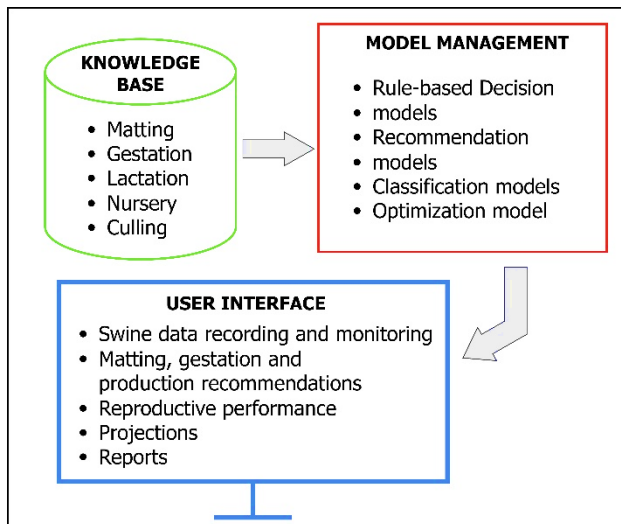 KNOWLEDGE
BASE
• Matting
• Gestation
• Lactation
• Nursery
• Culling
MODEL MANAGEMENT
• Rule-based Decision
• models
• Recommendation
• models
• Classification models
• Optimization model
USER INTERFACE
• Swine data recording and monitoring
• Matting, gestation and
production recommendations
• Reproductive performance
• Projections
• Reports